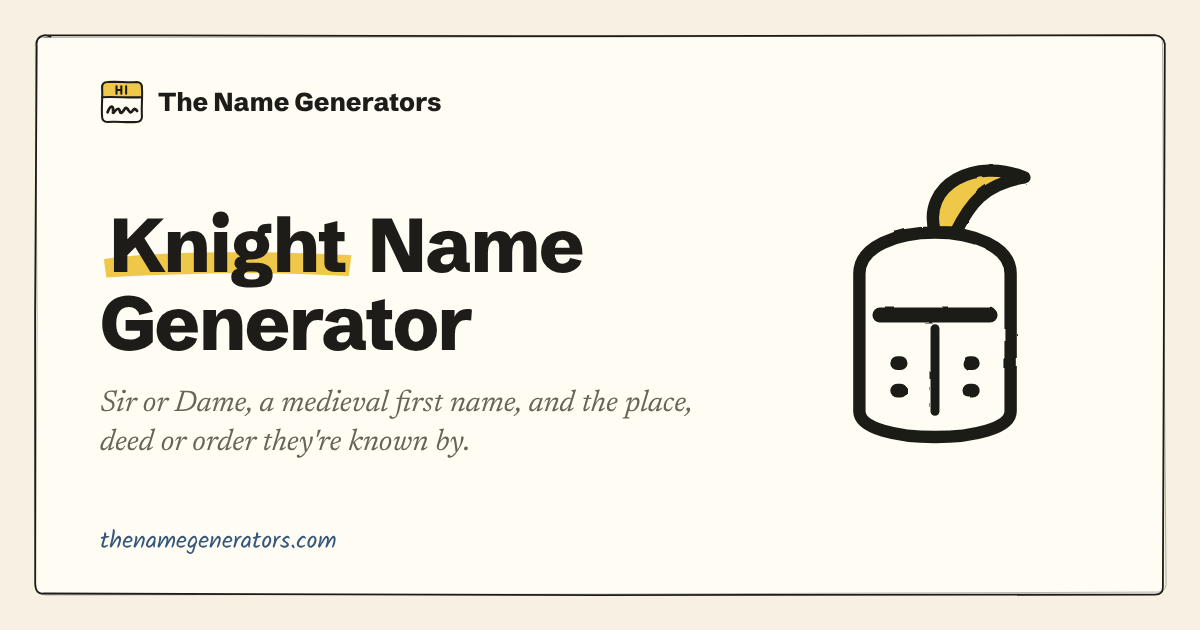 HI
The Name Generators
Knight Name
Generator
Sir or Dame, a medieval first name, and the place,
deed or order they're known by.
thenamegenerators.com